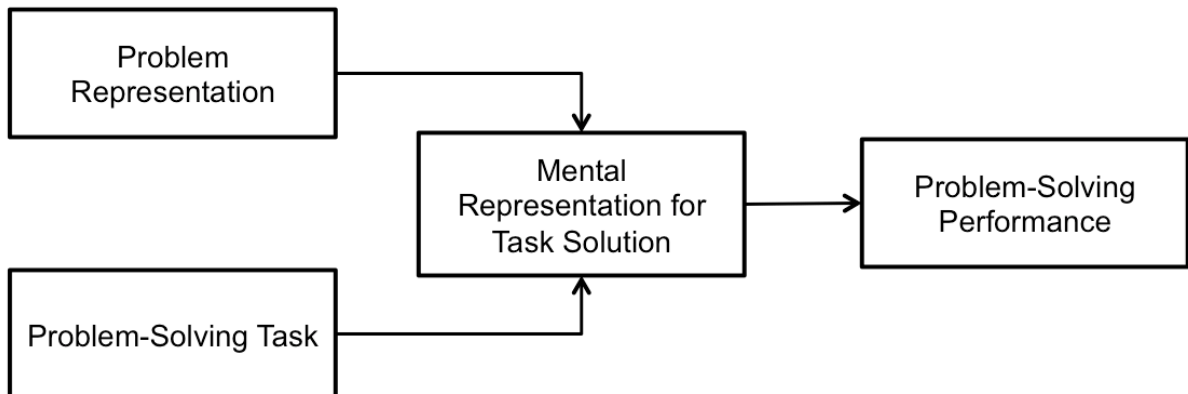 Problem
Representation
Mental
Representation for
Task Solution
Problem-Solving
Performance
Problem-Solving Task